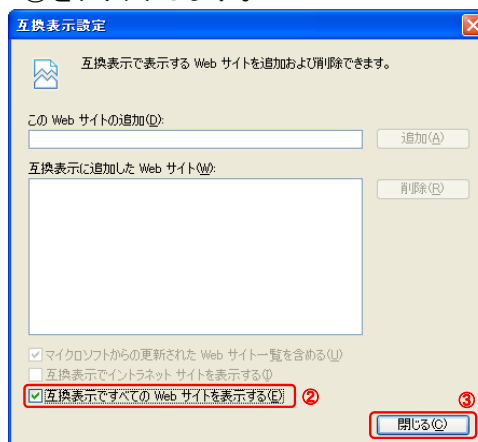 互換表示設定
互換表示で表示する Web サイトを追加および削除できます。
この Web サイトの追加(D):
追加(A)
互換表示に追加した Web サイト(W):
削除(R)
マイクロソフトからの更新された Web サイト一覧を含める(U)
互換表示でイントラネット サイトを表示する(I)
互換表示ですべての Web サイトを表示する(E) ②
③
閉じる(C)